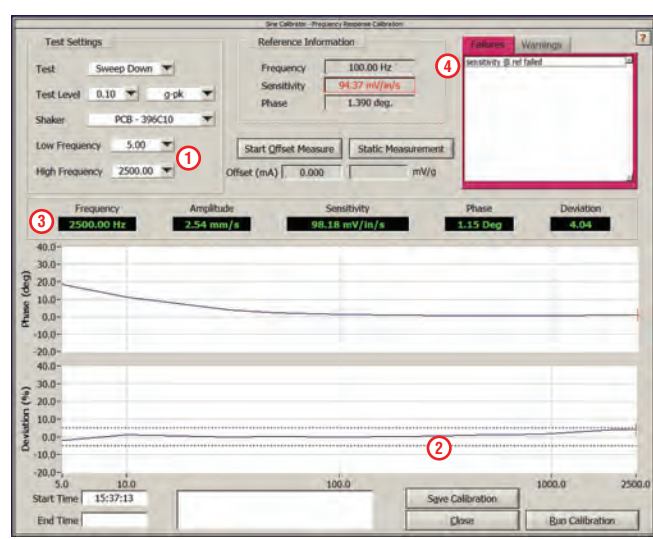 Sine Calibrator - Frequency Response Calibration
Test Settings
Test Sweep Down
Test Level 0.10 g-pk
Shaker PCB - 396C10
Low Frequency 5.00
High Frequency 2500.00
1
Reference Information
Frequency 100.00 Hz
Sensitivity 94.37 mV/in/s
Phase 1.390 deg.
Start Offset Measure Static Measurement
Offset (mA) 0.000 mV/g
4
Failures Warnings
?
sensitivity @ ref failed
3
Frequency Amplitude Sensitivity Phase Deviation
2500.00 Hz 2.54 mm/s 98.18 mV/in/s 1.15 Deg 4.04
Phase (deg)
40.0
30.0
20.0
10.0
0.0
-10.0
-20.0
Deviation (%)
40.0
30.0
20.0
10.0
0.0
-10.0
-20.0
2
5.0 10.0 100.0 1000.0 2500.0
Start Time 15:37:13
End Time
Save Calibration
Close Run Calibration